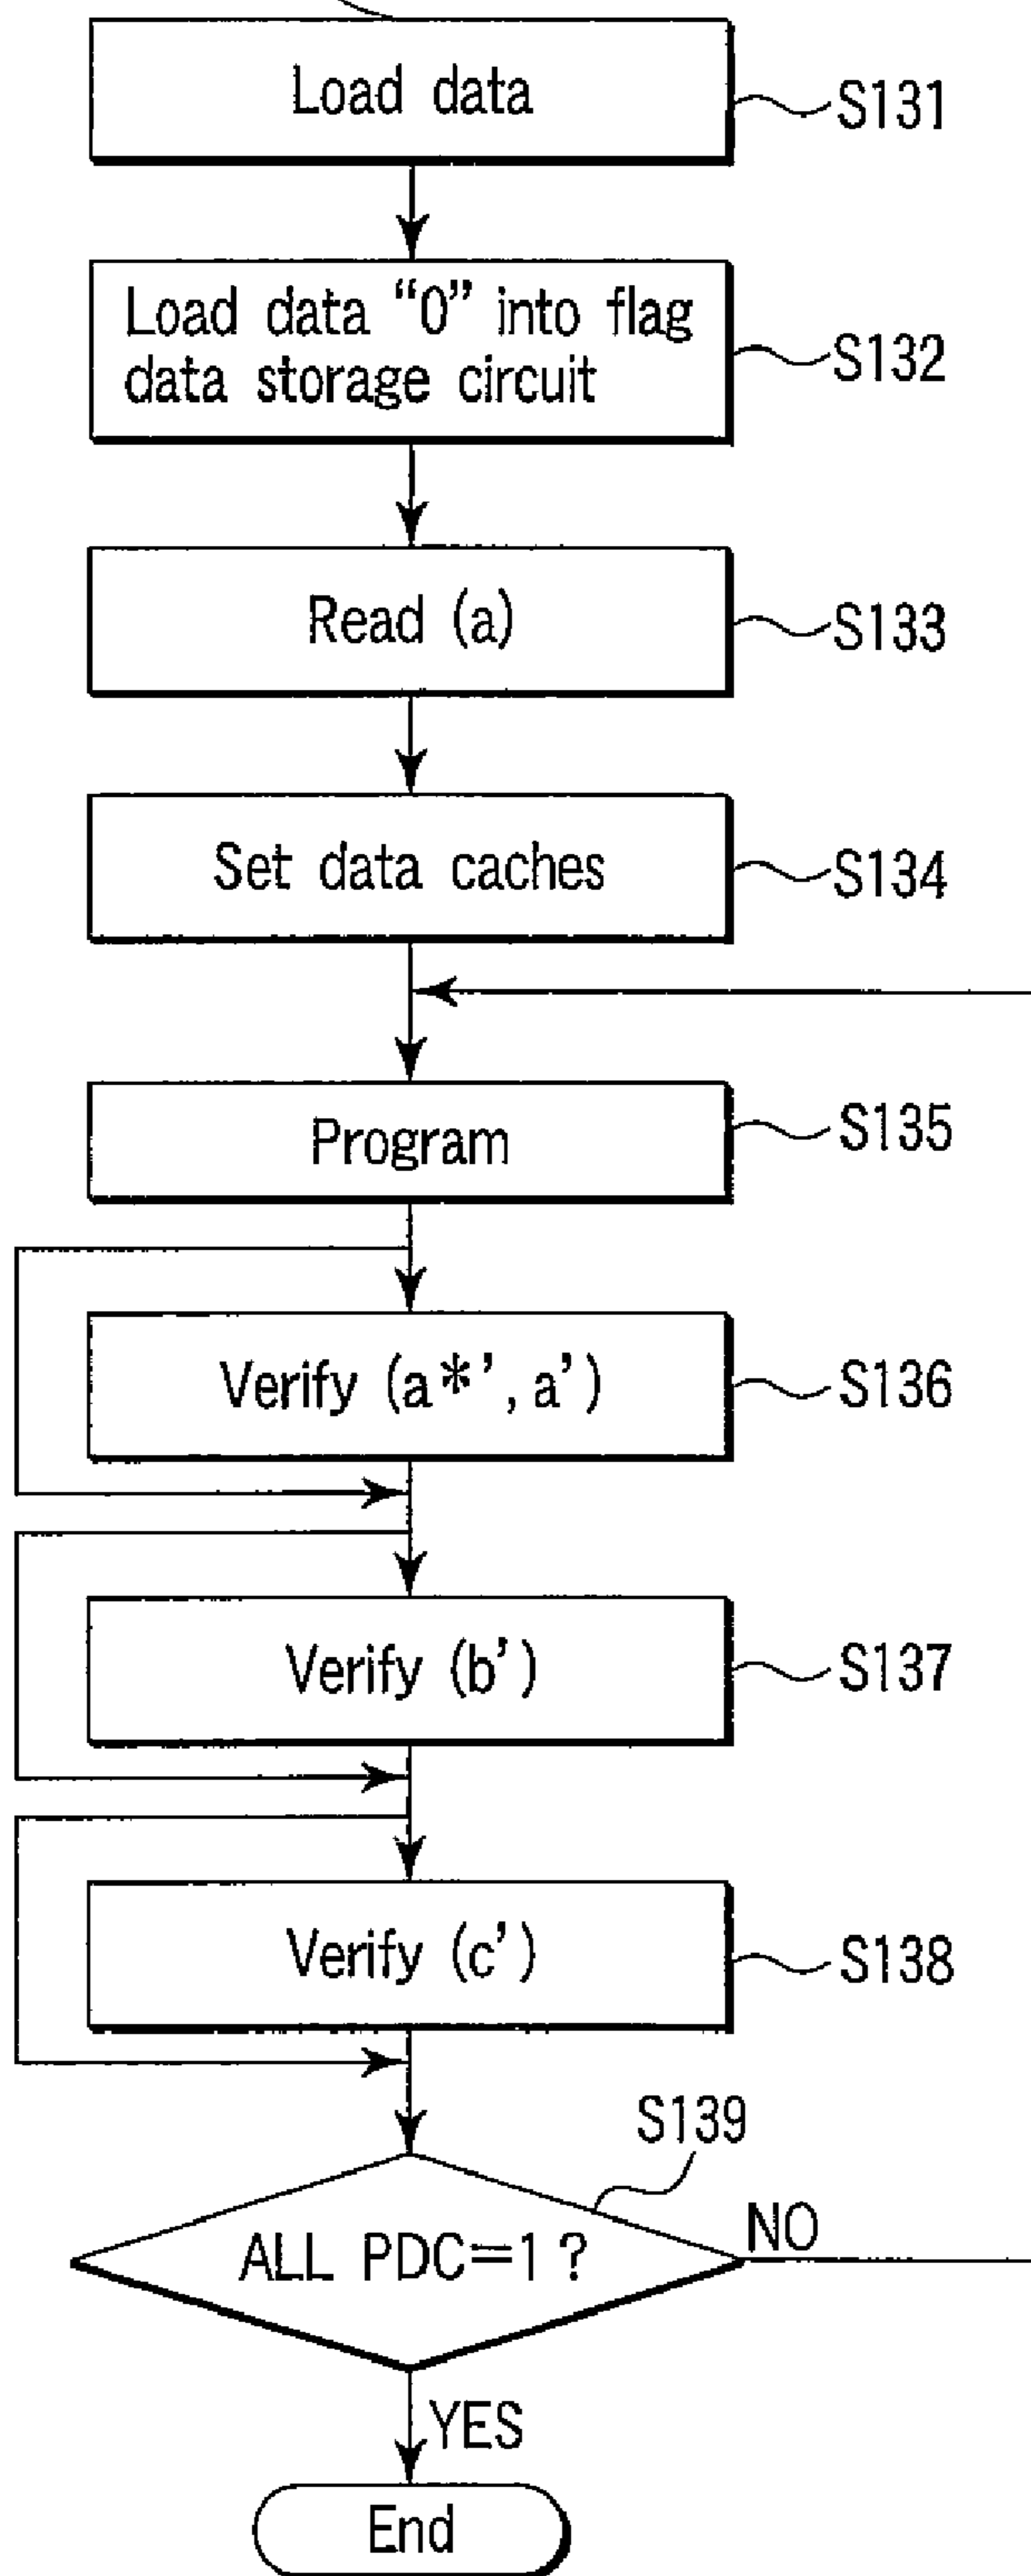 Load data
S131
Load data “0” into flag
data storage circuit
S132
Read (a)
S133
Set data caches
S134
Program
S135
Verify (a*’, a’)
S136
Verify (b’)
S137
Verify (c’)
S138
S139
ALL PDC=1 ?
NO
YES
End